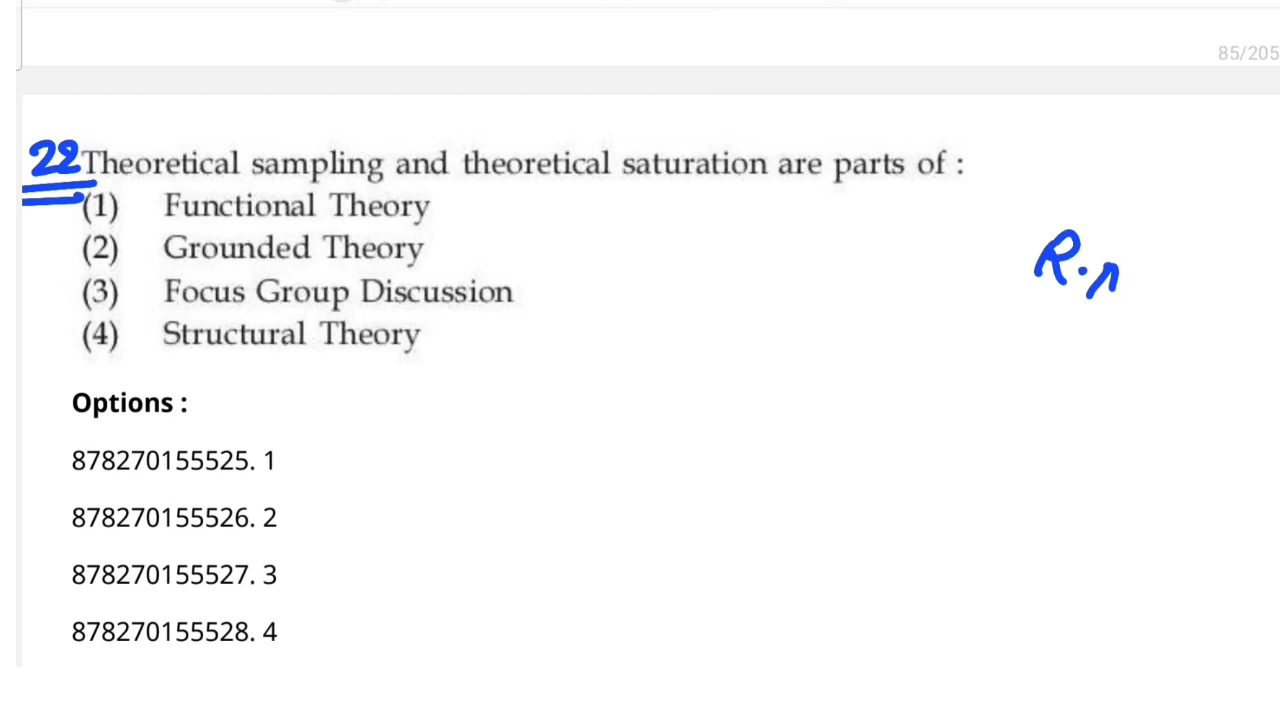 85/205
22 Theoretical sampling and theoretical saturation are parts of :
(1) Functional Theory
(2) Grounded Theory
(3) Focus Group Discussion
(4) Structural Theory
Options :
878270155525. 1
878270155526. 2
878270155527. 3
878270155528. 4